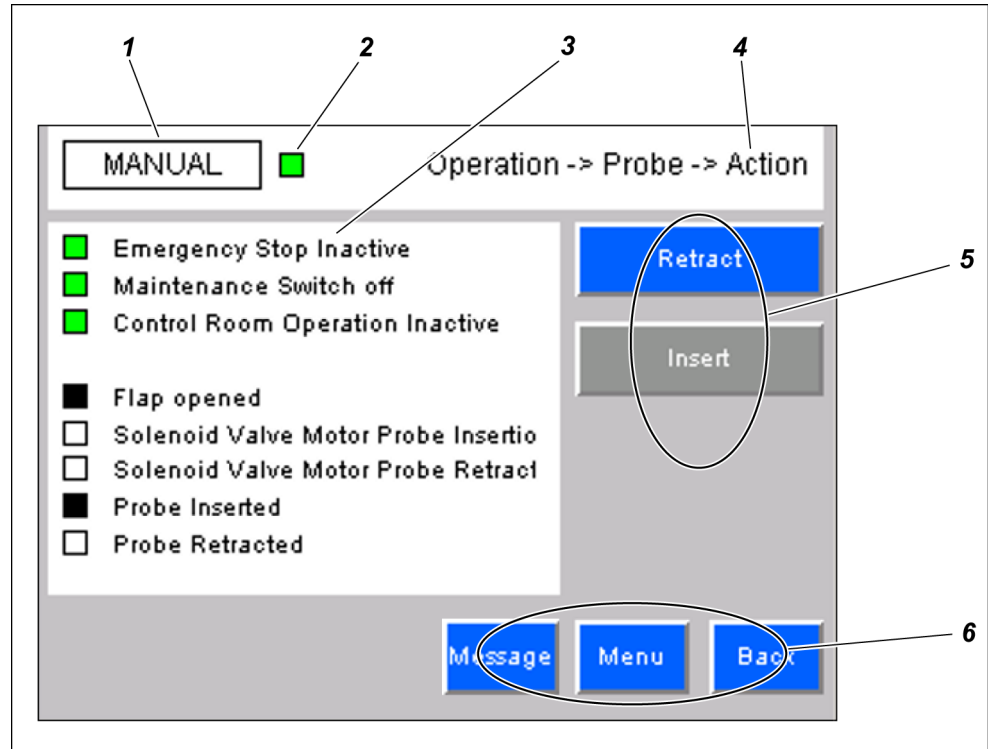 1 2 3 4
MANUAL Operation -> Probe -> Action
Emergency Stop Inactive
Maintenance Switch off
Control Room Operation Inactive
Flap opened
Solenoid Valve Motor Probe Insertio
Solenoid Valve Motor Probe Retract
Probe Inserted
Probe Retracted
Retract
Insert
5
Message Menu Back
6